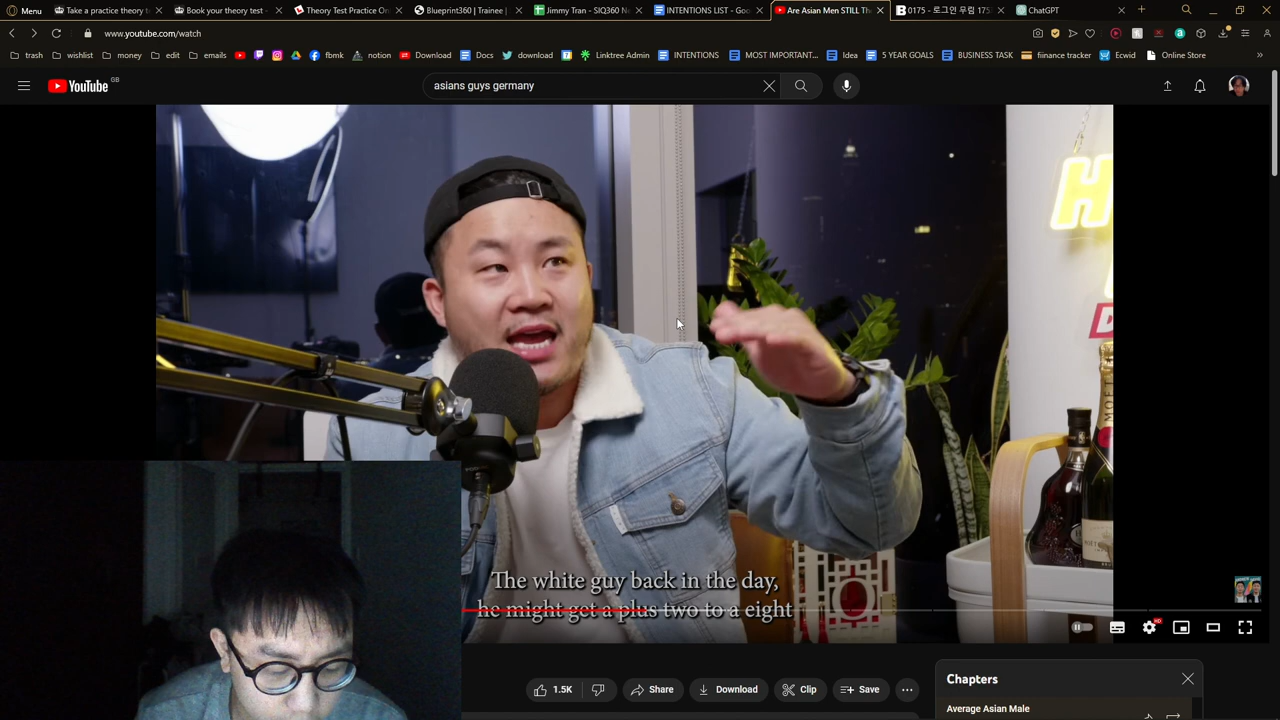 Menu
Take a practice theory t
Book your theory test -
Theory Test Practice On
Blueprint360 | Trainee |
Jimmy Tran - SIQ360 Ne
INTENTIONS LIST - Goo
Are Asian Men STILL The
0175 - 로그인 무림 175
ChatGPT
www.youtube.com/watch
trash
wishlist
money
edit
emails
fbmk
notion
Download
Docs
download
Linktree Admin
INTENTIONS
MOST IMPORTANT...
Idea
5 YEAR GOALS
BUSINESS TASK
fiinance tracker
Ecwid
Online Store
YouTube GB
asians guys germany
H
The white guy back in the day,
he might get a plus two to a eight
HD
1.5K
Share
Download
Clip
Save
Chapters
Average Asian Male